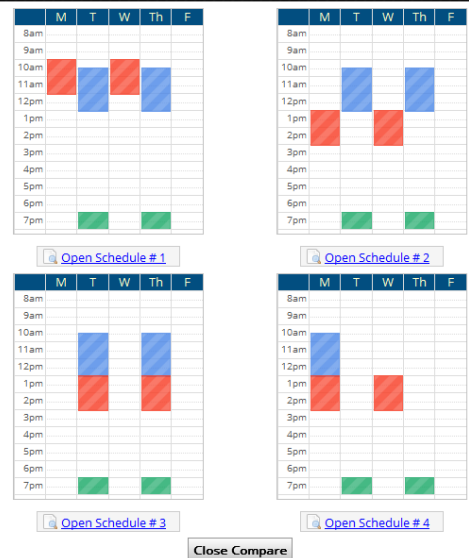 M T W Th F
8am
9am
10am
11am
12pm
1pm
2pm
3pm
4pm
5pm
6pm
7pm
Open Schedule # 1
M T W Th F
8am
9am
10am
11am
12pm
1pm
2pm
3pm
4pm
5pm
6pm
7pm
Open Schedule # 2
M T W Th F
8am
9am
10am
11am
12pm
1pm
2pm
3pm
4pm
5pm
6pm
7pm
Open Schedule # 3
M T W Th F
8am
9am
10am
11am
12pm
1pm
2pm
3pm
4pm
5pm
6pm
7pm
Open Schedule # 4
Close Compare